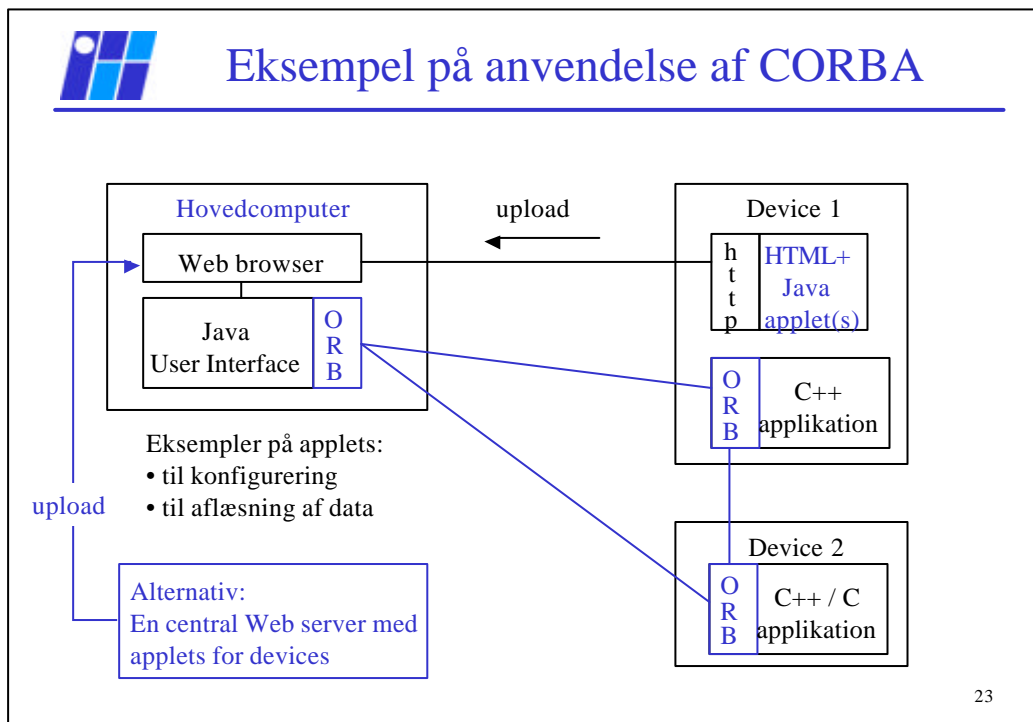 Eksempel på anvendelse af CORBA
Hovedcomputer
Web browser
Java
User Interface
O
R
B
upload
Device 1
h
t
t
p
HTML+
Java
applet(s)
O
R
B
C++
applikation
Eksempler på applets:
• til konfigurering
• til aflæsning af data
upload
Alternativ:
En central Web server med
applets for devices
Device 2
O
R
B
C++ / C
applikation
23